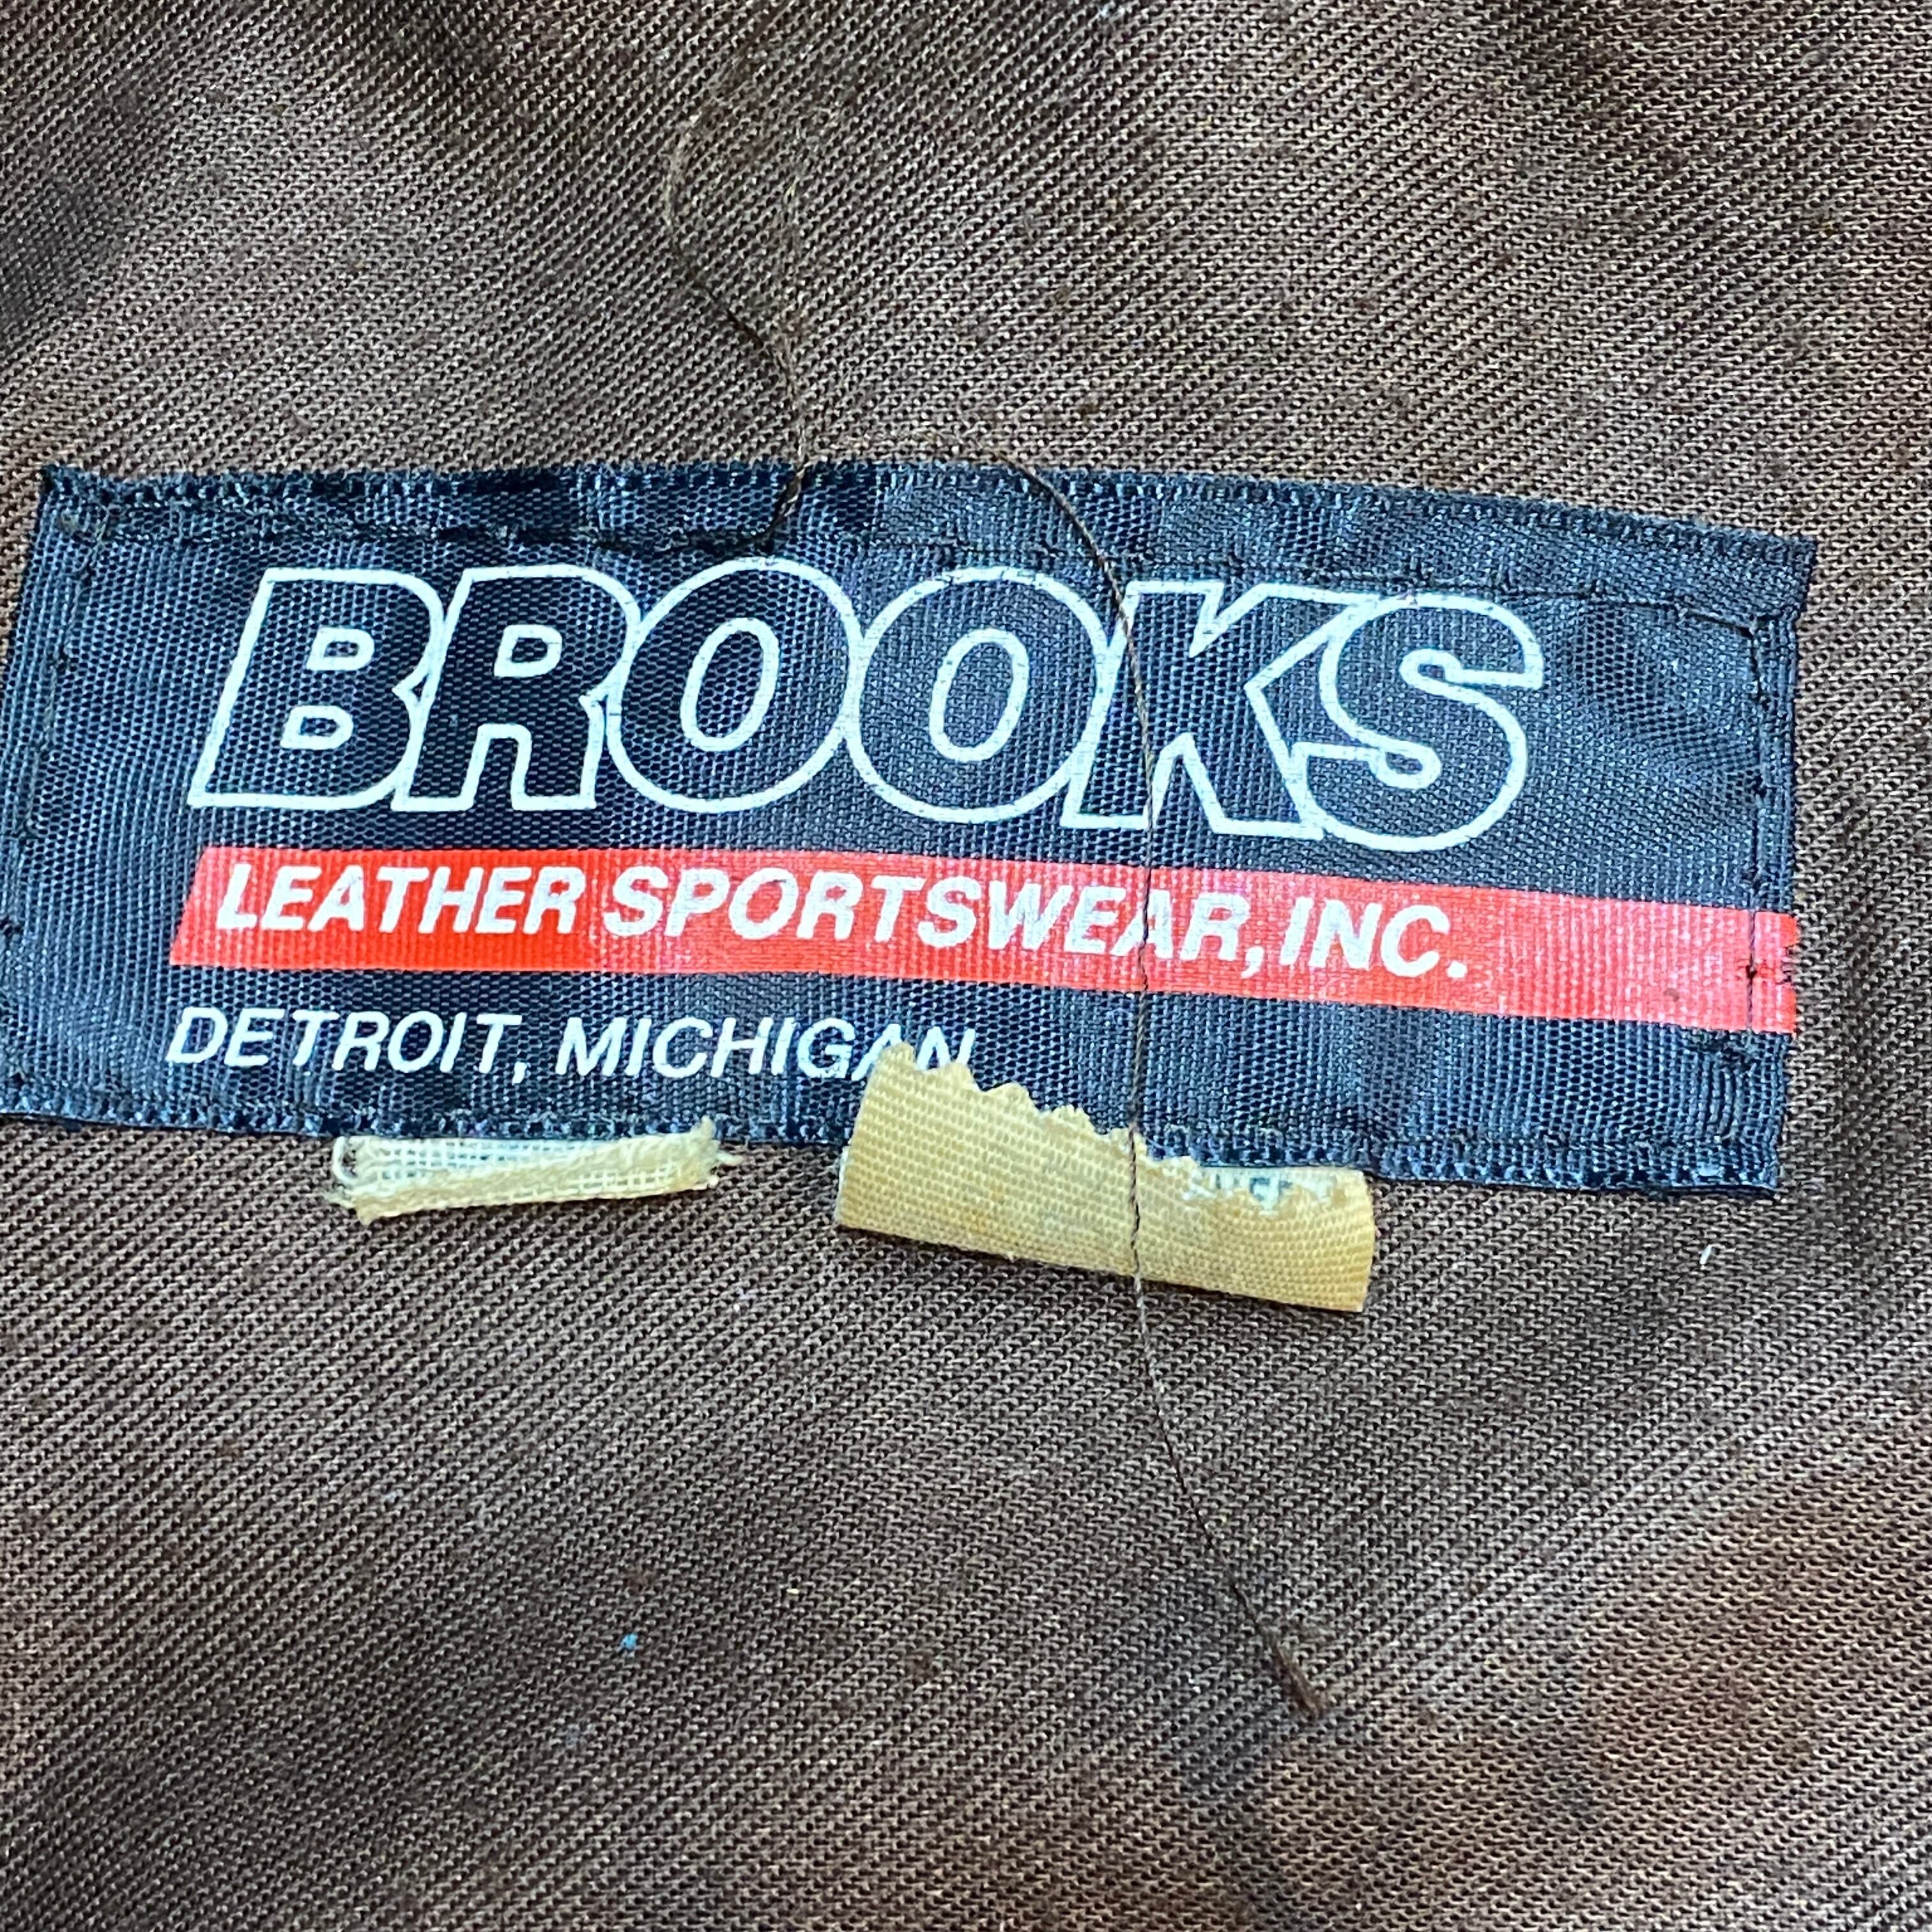 BROOKS
LEATHER SPORTSWEAR, INC.
DETROIT, MICHIGAN